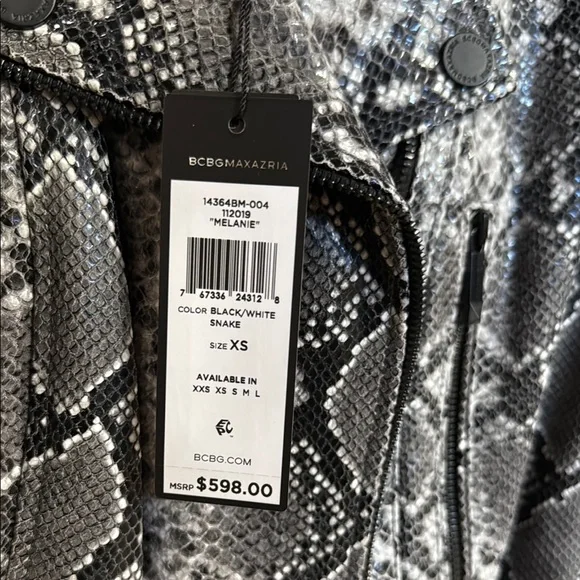 BCBGMAXAZRIA
14364BM-004
112019
"MELANIE"
7 67336 24312 8
COLOR BLACK/WHITE
SNAKE
SIZE XS
AVAILABLE IN
XXS XS S M L
BCBG.COM
MSRP $598.00